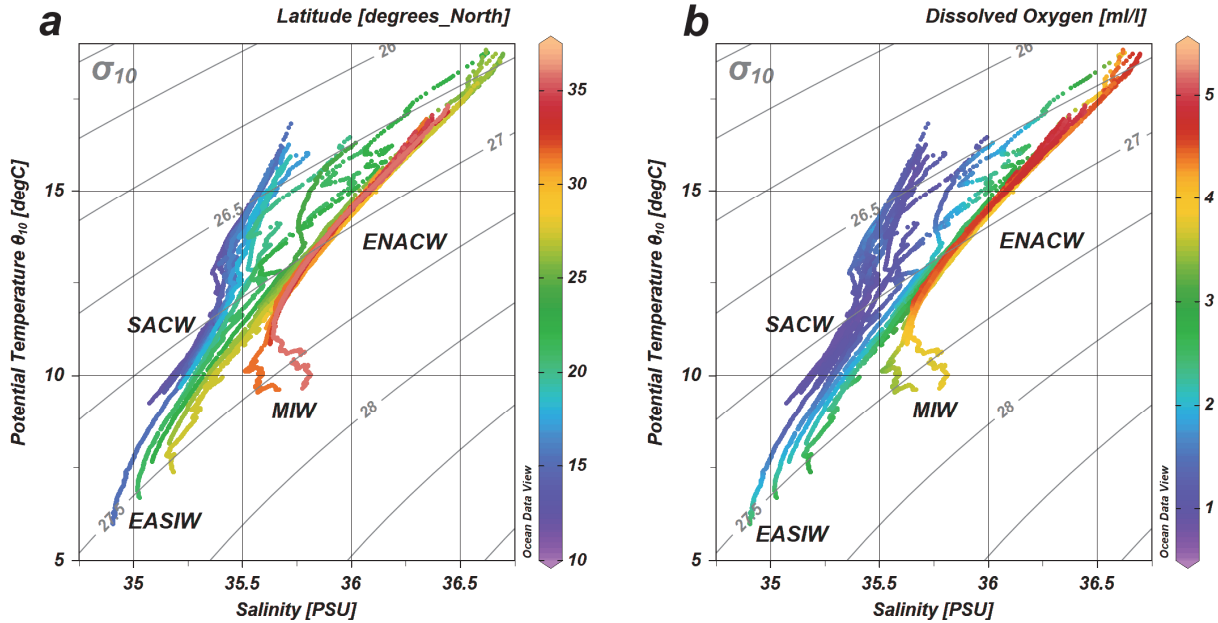 a
Latitude [degrees_North]
σ10
26
26.5
27
27.5
28
ENACW
SACW
MIW
EASIW
Potential Temperature θ10 [degC]
15
10
5
35
35.5
36
36.5
Salinity [PSU]
35
30
25
20
15
10
Ocean Data View
b
Dissolved Oxygen [ml/l]
σ10
26
26.5
27
27.5
28
ENACW
SACW
MIW
EASIW
Potential Temperature θ10 [degC]
15
10
5
35
35.5
36
36.5
Salinity [PSU]
5
4
3
2
1
Ocean Data View